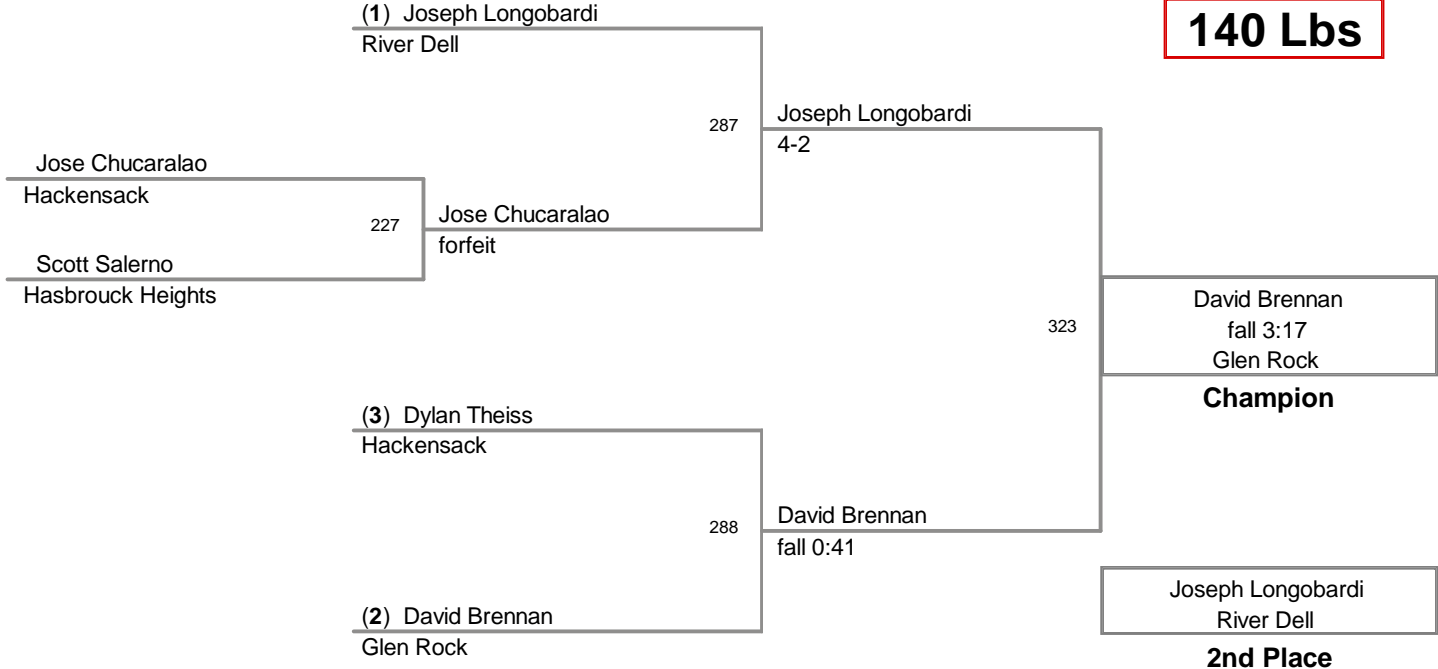 (1) Joseph Longobardi
River Dell
140 Lbs
287
Joseph Longobardi
4-2
Jose Chucaralao
Hackensack
227
Jose Chucaralao
forfeit
Scott Salerno
Hasbrouck Heights
323
David Brennan
fall 3:17
Glen Rock
Champion
(3) Dylan Theiss
Hackensack
288
David Brennan
fall 0:41
(2) David Brennan
Glen Rock
Joseph Longobardi
River Dell
2nd Place